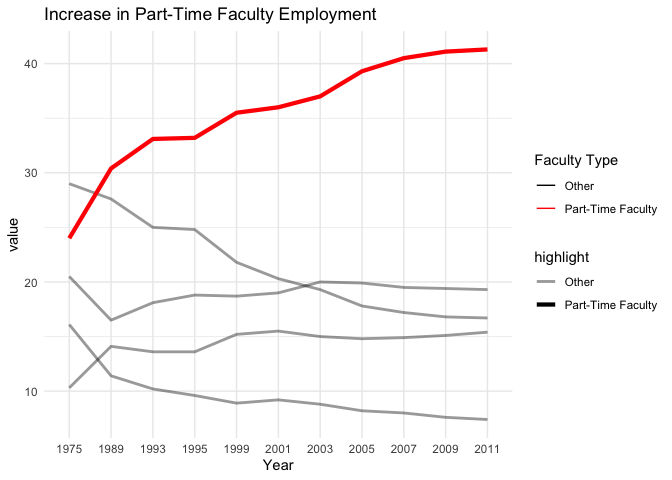 Increase in Part-Time Faculty Employment
40
30
20
10
value
1975 1989 1993 1995 1999 2001 2003 2005 2007 2009 2011
Year
Faculty Type
Other
Part-Time Faculty
highlight
Other
Part-Time Faculty